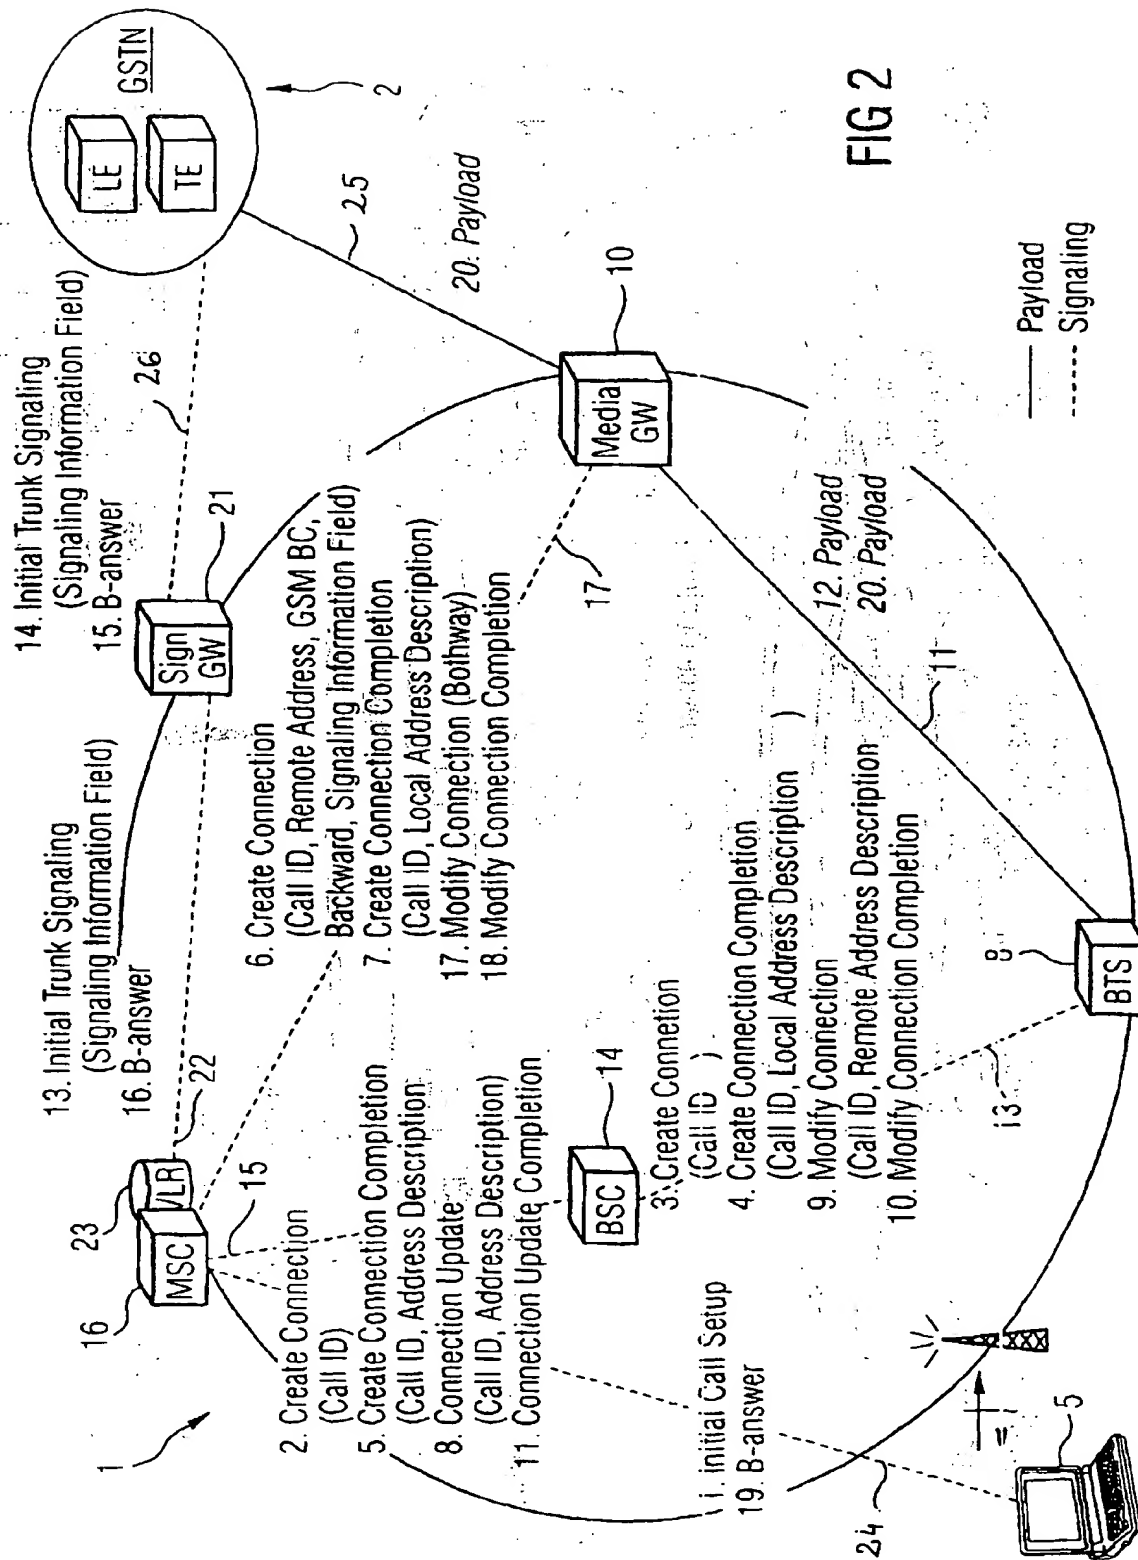 1
16
23
MSC
VLR
22
15
13. Initial Trunk Signaling
(Signaling Information Field)
16. B-answer
14. Initial Trunk Signaling
(Signaling Information Field)
15. B-answer
Sign
GW
21
26
LE
TE
GSTN
2
25
20. Payload
Media
GW
10
17
6. Create Connection
(Call ID, Remote Address, GSM BC,
Backward, Signaling Information Field)
7. Create Connection Completion
(Call ID, Local Address Description)
17. Modify Connection (Bothway)
18. Modify Connection Completion
2. Create Connection
(Call ID)
5. Create Connection Completion
(Call ID, Address Description
8. Connection Update
(Call ID, Address Description)
11. Connection Update Completion
BSC
14
3. Create Connetion
(Call ID )
4. Create Connection Completion
(Call ID, Local Address Description )
9. Modify Connection
(Call ID, Remote Address Description
10. Modify Connection Completion
12. Payload
20. Payload
11
8
BTS
13
1. Initial Call Setup
19. B-answer
24
5
Payload
Signaling
FIG 2